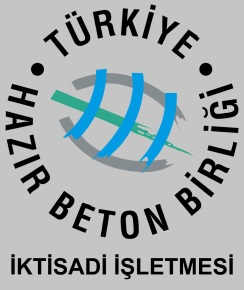 TÜRKİYE
HAZIR BETON BİRLİĞİ
İKTİSADİ İŞLETMESİ